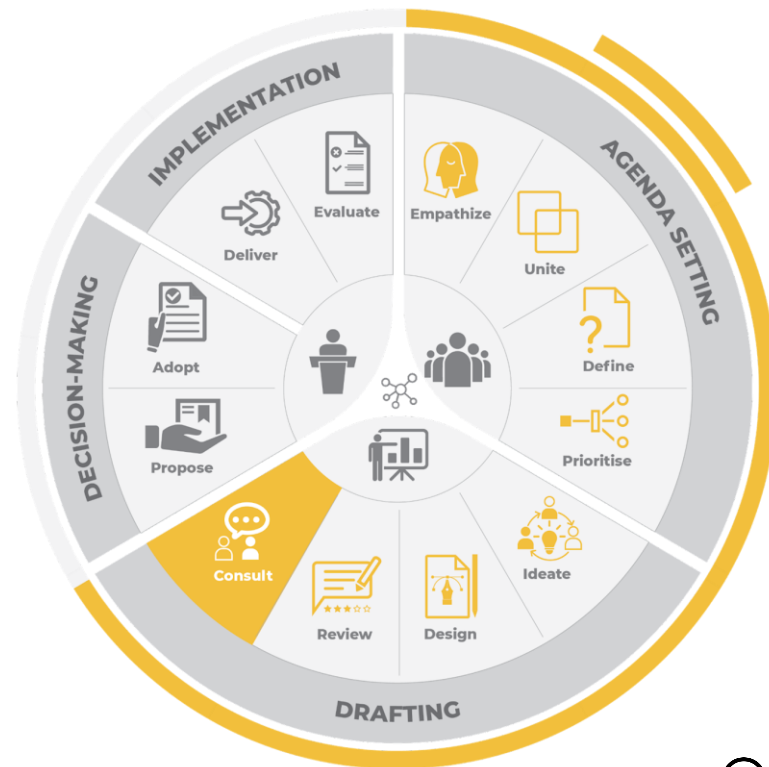 IMPLEMENTATION
AGENDA SETTING
Evaluate
Empathize
Deliver
Unite
DECISION-MAKING
Adopt
Define
Propose
Prioritise
Consult
Ideate
Review
Design
DRAFTING